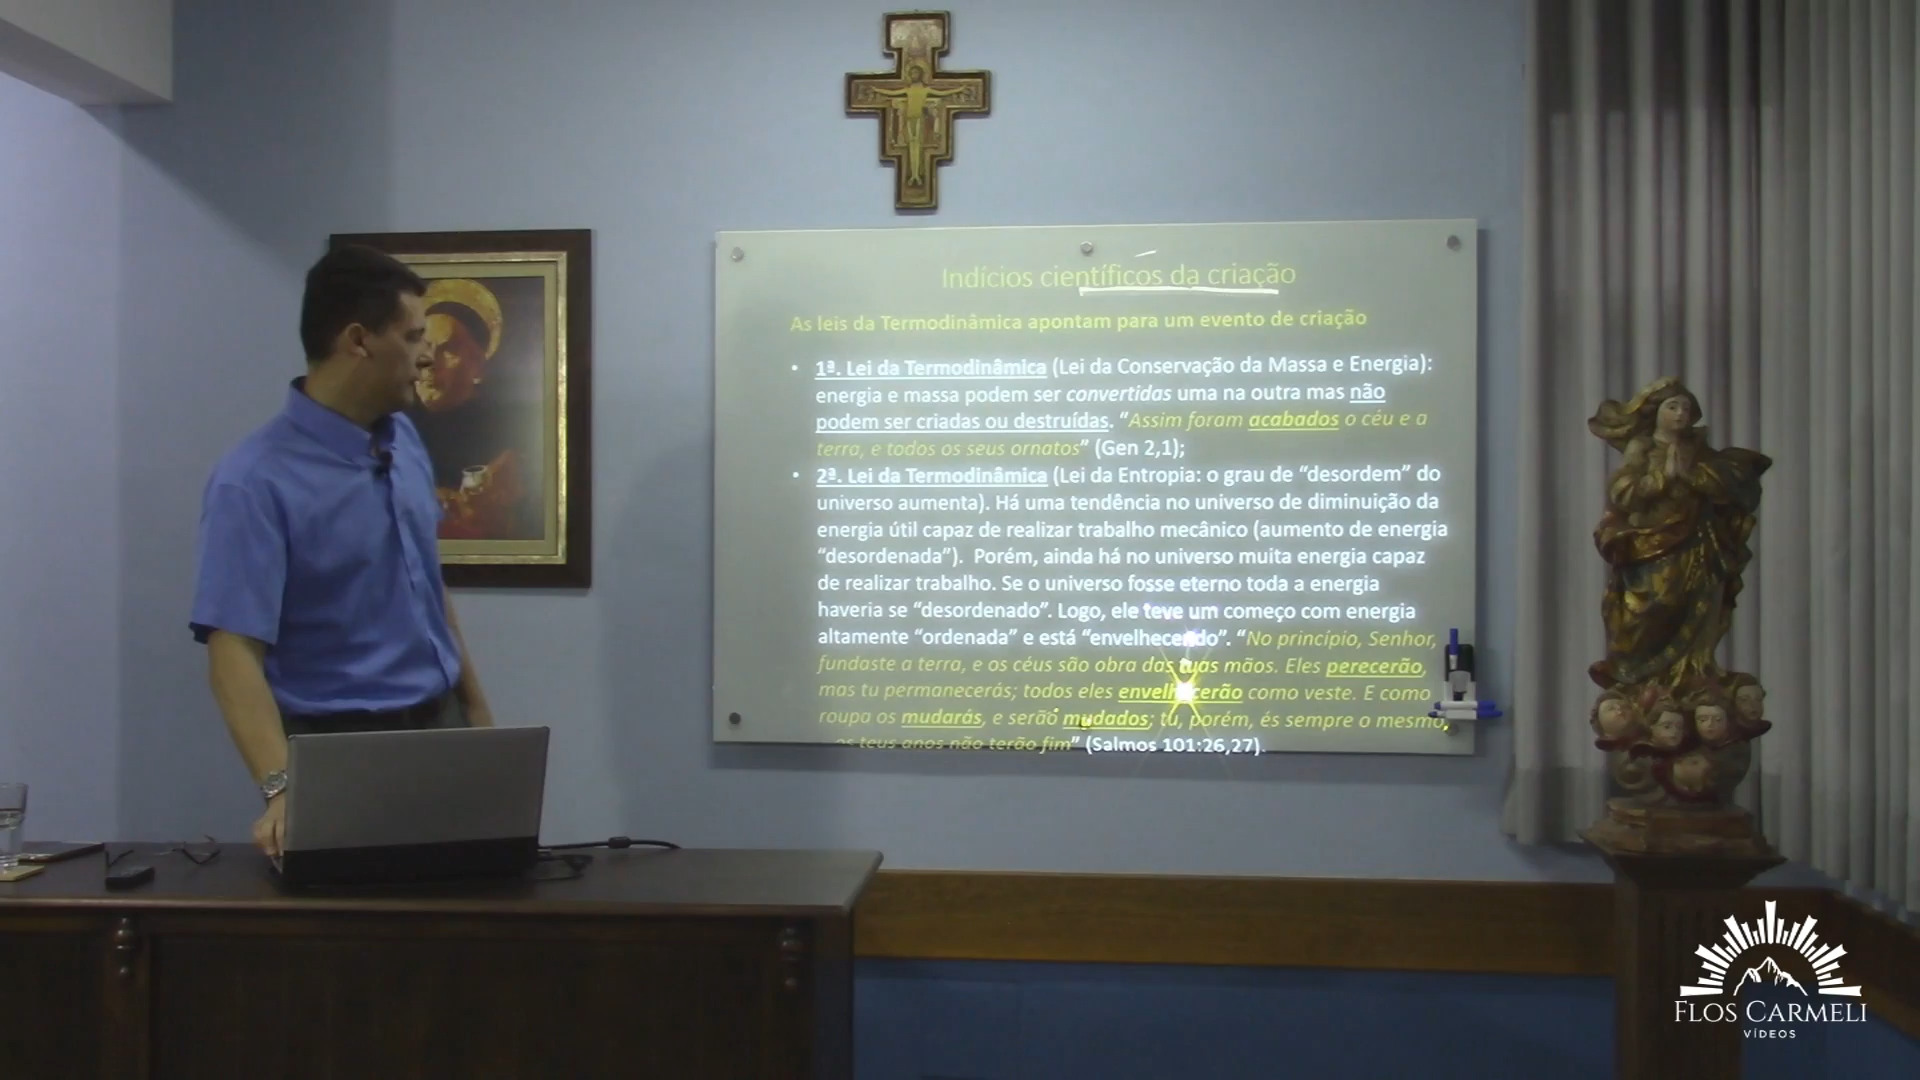 Indícios científicos da criação
As leis da Termodinâmica apontam para um evento de criação
• 1ª. Lei da Termodinâmica (Lei da Conservação da Massa e Energia):
energia e massa podem ser convertidas uma na outra mas não
podem ser criadas ou destruídas. “Assim foram acabados o céu e a
terra, e todos os seus ornatos” (Gen 2,1);
• 2ª. Lei da Termodinâmica (Lei da Entropia: o grau de “desordem” do
universo aumenta). Há uma tendência no universo de diminuição da
energia útil capaz de realizar trabalho mecânico (aumento de energia
“desordenada”). Porém, ainda há no universo muita energia capaz
de realizar trabalho. Se o universo fosse eterno toda a energia
haveria se “desordenado”. Logo, ele teve um começo com energia
altamente “ordenada” e está “envelhecendo”. “No princípio, Senhor,
fundaste a terra, e os céus são obra das tuas mãos. Eles perecerão,
mas tu permanecerás; todos eles envelhecerão como veste. E como
roupa os mudarás, e serão mudados; tu, porém, és sempre o mesmo,
os teus anos não terão fim” (Salmos 101:26,27).
FLOS CARMELI
VÍDEOS